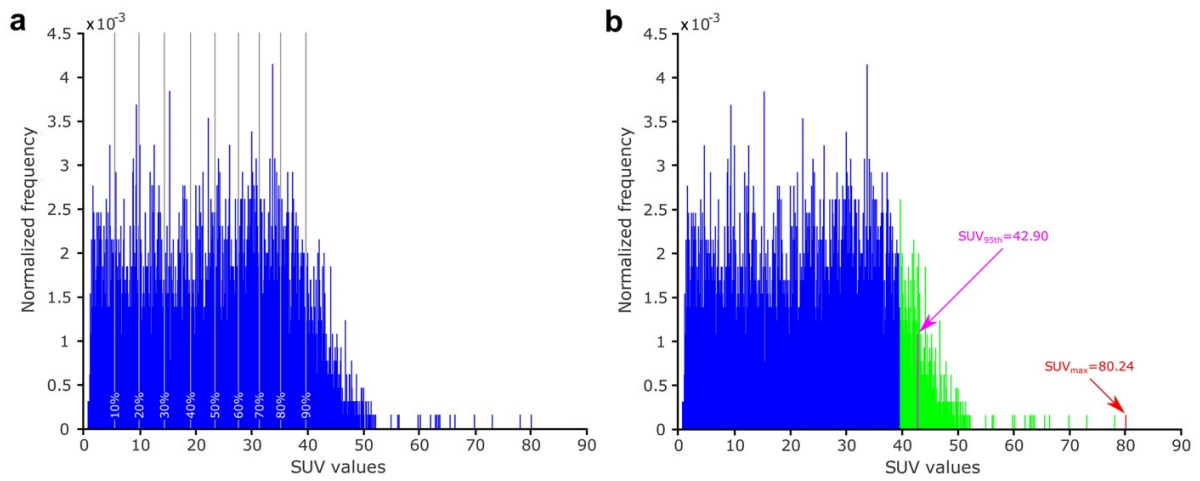 a
x10-3
4.5
4
3.5
3
2.5
2
1.5
1
0.5
0
Normalized frequency
10%
20%
30%
40%
50%
60%
70%
80%
90%
0 10 20 30 40 50 60 70 80 90
SUV values
b
x10-3
4.5
4
3.5
3
2.5
2
1.5
1
0.5
0
Normalized frequency
SUV95th=42.90
SUVmax=80.24
0 10 20 30 40 50 60 70 80 90
SUV values